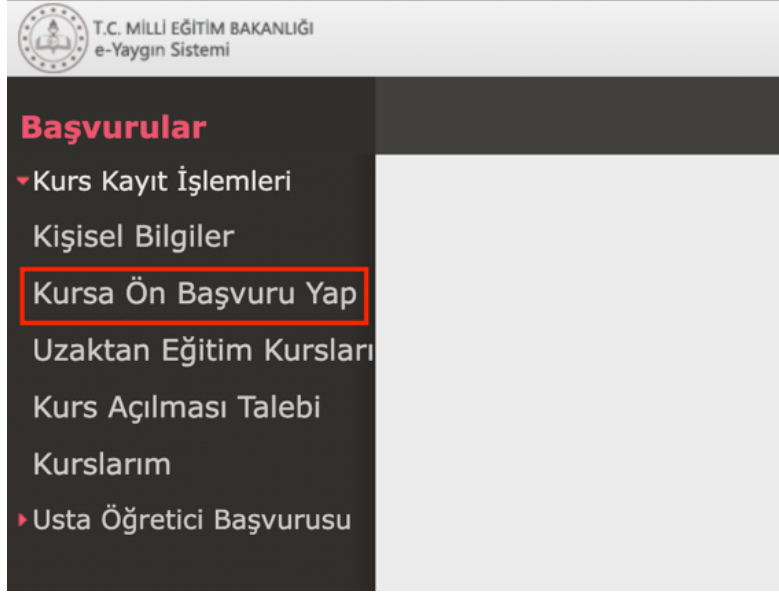 T.C. MİLLİ EĞİTİM BAKANLIĞI
e-Yaygın Sistemi
Başvurular
Kurs Kayıt İşlemleri
Kişisel Bilgiler
Kursa Ön Başvuru Yap
Uzaktan Eğitim Kursları
Kurs Açılması Talebi
Kurslarım
Usta Öğretici Başvurusu